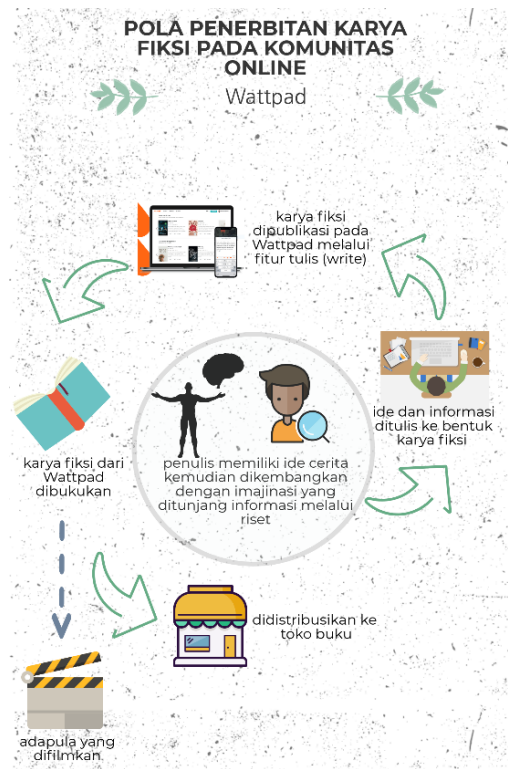 POLA PENERBITAN KARYA
FIKSI PADA KOMUNITAS
ONLINE
Wattpad
karya fiksi
dipublikasi pada
Wattpad melalui
fitur tulis (write)
ide dan informasi
ditulis ke bentuk
karya fiksi
penulis memiliki ide cerita
kemudian dikembangkan
dengan imajinasi yang
ditunjang informasi melalui
riset
karya fiksi dari
Wattpad
dibukukan
didistribusikan ke
toko buku
adapula yang
difilmkan